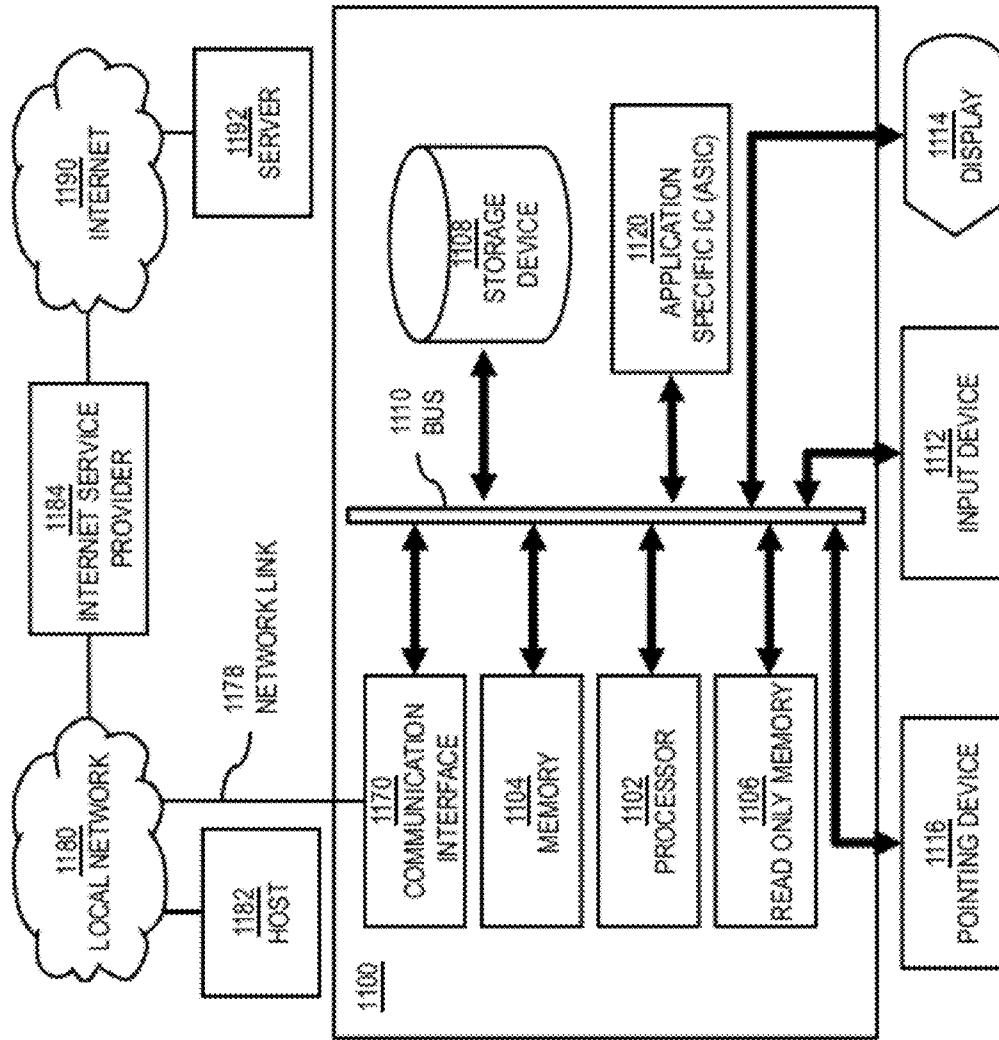 1180
LOCAL NETWORK
1184
INTERNET SERVICE
PROVIDER
1190
INTERNET
1182
HOST
1178
NETWORK LINK
1192
SERVER
1100
1170
COMMUNICATION
INTERFACE
1104
MEMORY
1102
PROCESSOR
1106
READ ONLY MEMORY
1110
BUS
1108
STORAGE
DEVICE
1120
APPLICATION
SPECIFIC IC (ASIC)
1116
POINTING DEVICE
1112
INPUT DEVICE
1114
DISPLAY